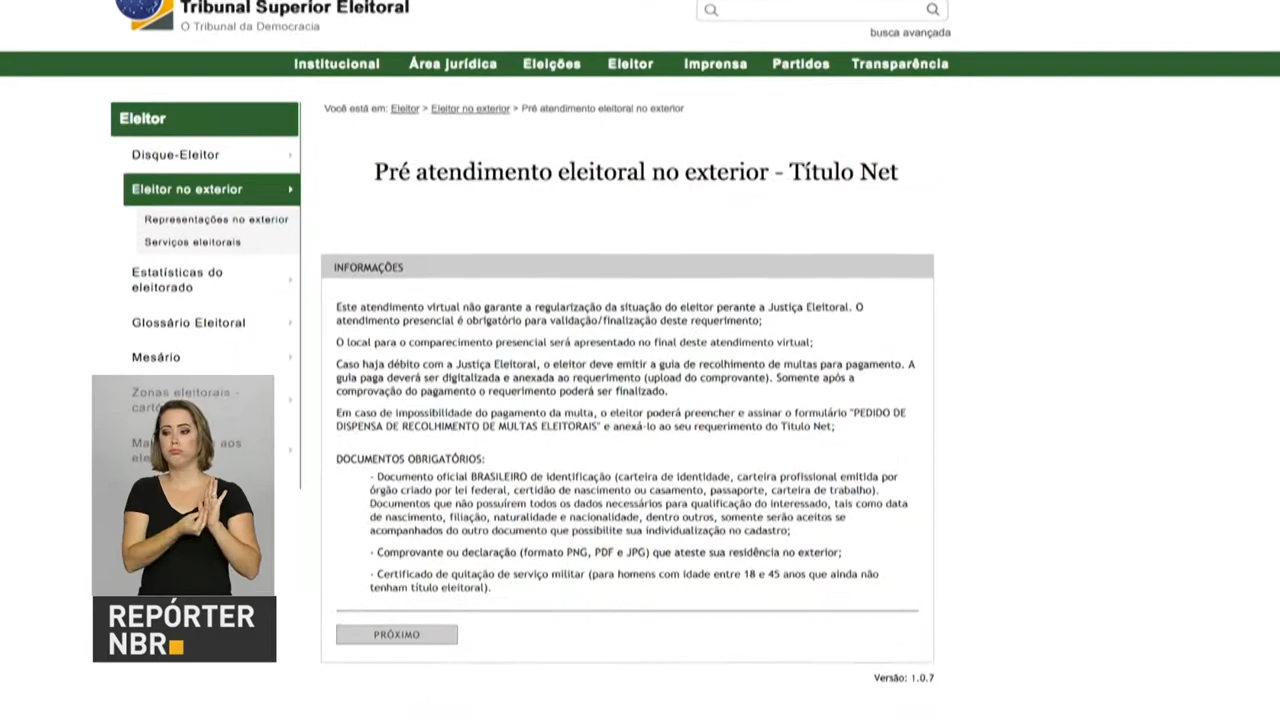 Tribunal Superior Eleitoral
O Tribunal da Democracia
busca avançada
Institucional Área jurídica Eleições Eleitor Imprensa Partidos Transparência
Você está em: Eleitor > Eleitor no exterior > Pré atendimento eleitoral no exterior
Eleitor
Disque-Eleitor
Eleitor no exterior
Representações no exterior
Serviços eleitorais
Estatísticas do
eleitorado
Glossário Eleitoral
Mesário
Zonas eleitorais -
Pré atendimento eleitoral no exterior - Título Net
INFORMAÇÕES
Este atendimento virtual não garante a regularização da situação do eleitor perante a Justiça Eleitoral. O
atendimento presencial é obrigatório para validação/finalização deste requerimento;
O local para o comparecimento presencial será apresentado no final deste atendimento virtual;
Caso haja débito com a Justiça Eleitoral, o eleitor deve emitir a guia de recolhimento de multas para pagamento. A
guia paga deverá ser digitalizada e anexada ao requerimento (upload do comprovante). Somente após a
comprovação do pagamento o requerimento poderá ser finalizado.
Em caso de impossibilidade do pagamento da multa, o eleitor poderá preencher e assinar o formulário "PEDIDO DE
DISPENSA DE RECOLHIMENTO DE MULTAS ELEITORAIS" e anexá-lo ao seu requerimento do Título Net;
DOCUMENTOS OBRIGATÓRIOS:
- Documento oficial BRASILEIRO de identificação (carteira de identidade, carteira profissional emitida por
órgão criado por lei federal, certidão de nascimento ou casamento, passaporte, carteira de trabalho).
Documentos que não possuírem todos os dados necessários para qualificação do interessado, tais como data
de nascimento, filiação, naturalidade e nacionalidade, dentro outros, somente serão aceitos se
acompanhados do outro documento que possibilite sua individualização no cadastro;
- Comprovante ou declaração (formato PNG, PDF e JPG) que ateste sua residência no exterior;
- Certificado de quitação de serviço militar (para homens com idade entre 18 e 45 anos que ainda não
tenham título eleitoral).
PRÓXIMO
Versão: 1.0.7
REPÓRTER
NBR